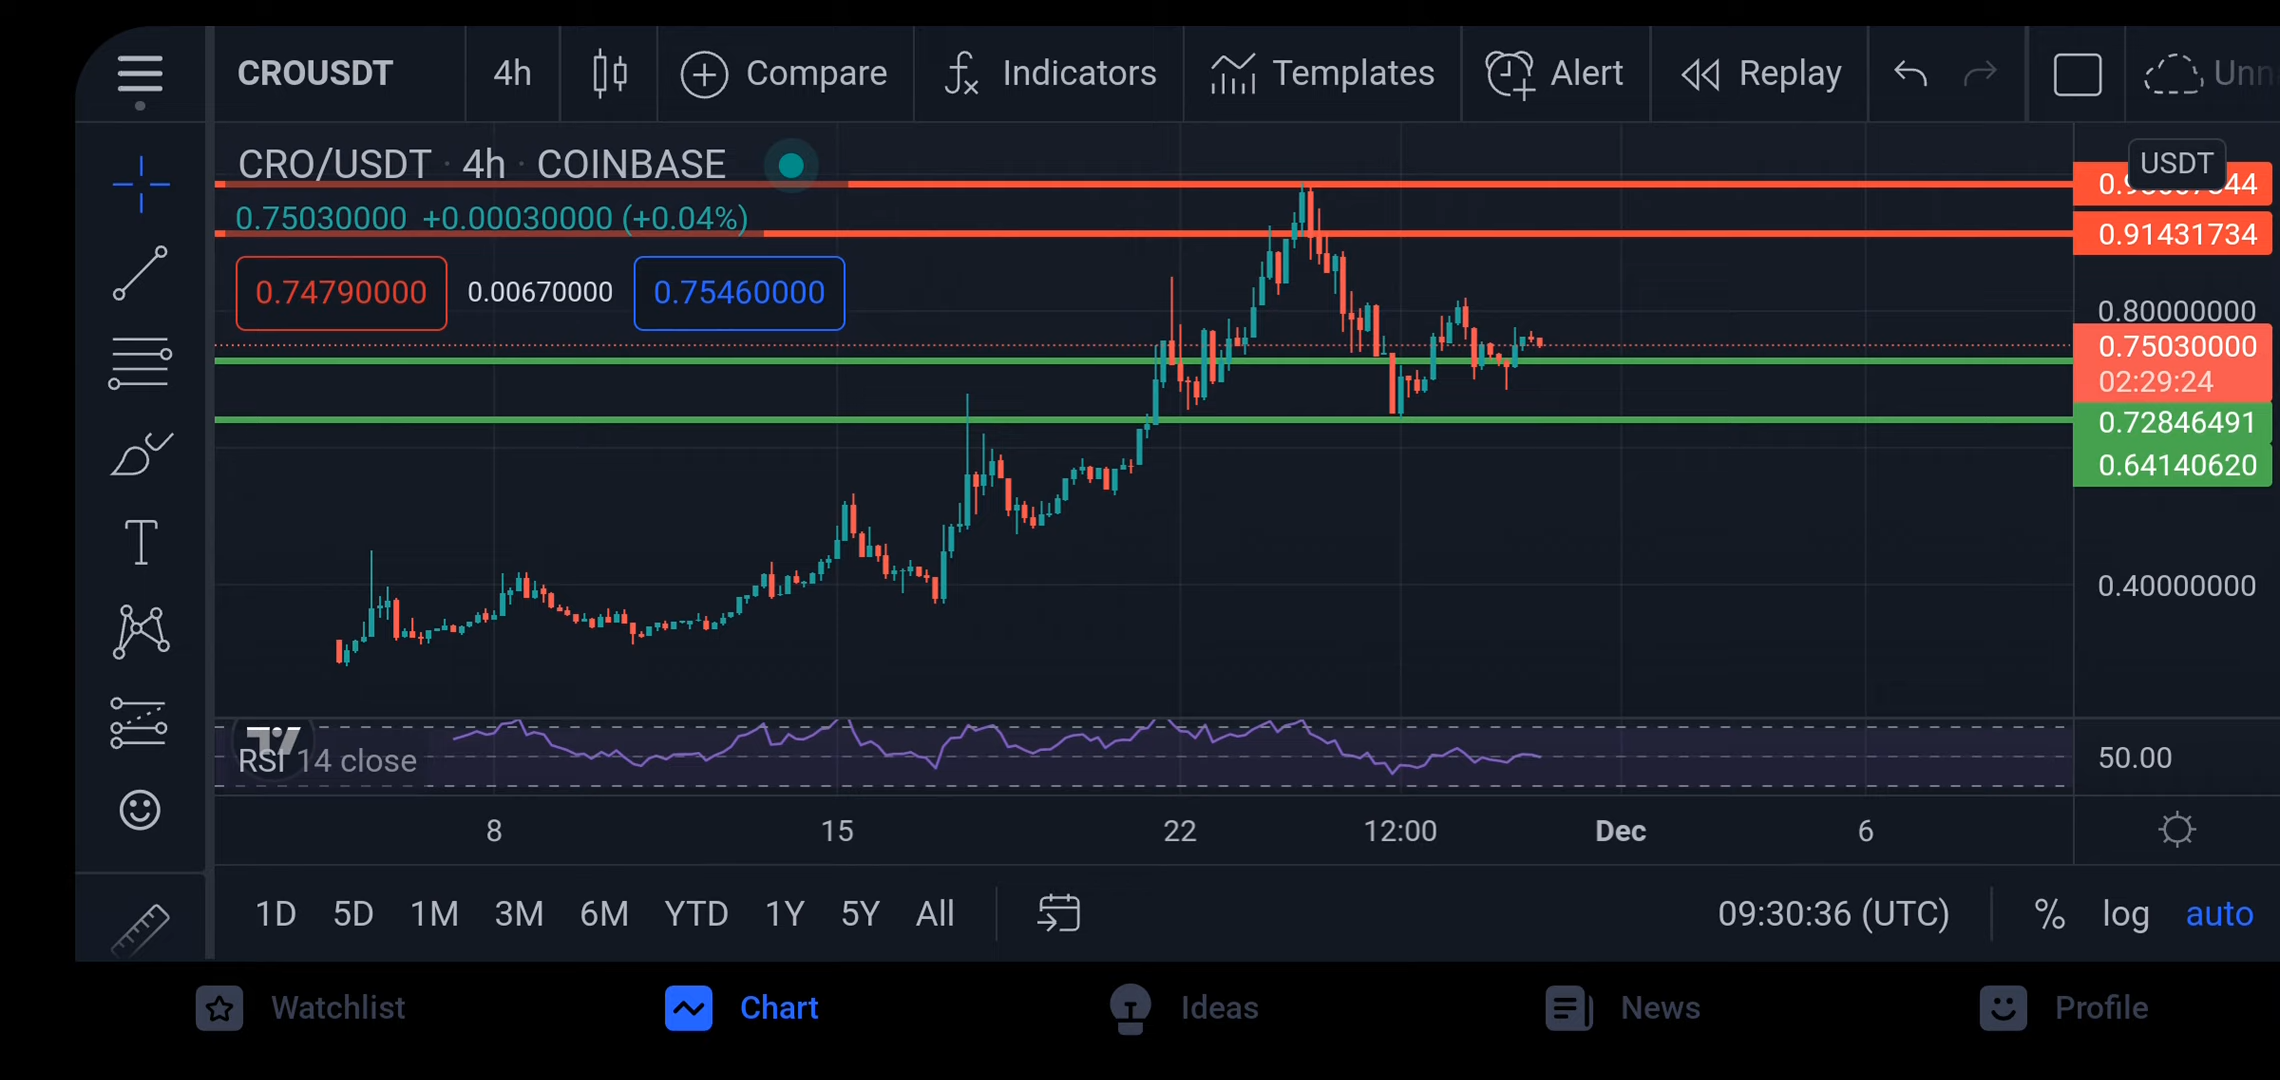 CROUSDT
4h
Compare
Indicators
Templates
Alert
Replay
CRO/USDT · 4h · COINBASE
USDT
0.75030000 +0.00030000 (+0.04%)
0.91431734
0.74790000 0.00670000 0.75460000
0.80000000
0.75030000
02:29:24
0.72846491
0.64140620
0.40000000
RSI 14 close
50.00
8 15 22 12:00 Dec 6
1D 5D 1M 3M 6M YTD 1Y 5Y All
09:30:36 (UTC) % log auto
Watchlist
Chart
Ideas
News
Profile